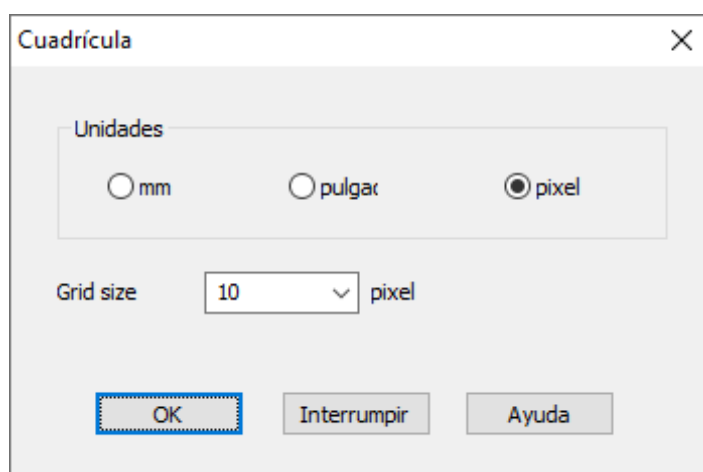 Cuadrícula
Unidades
mm pulgac pixel
Grid size 10 pixel
OK Interrumpir Ayuda